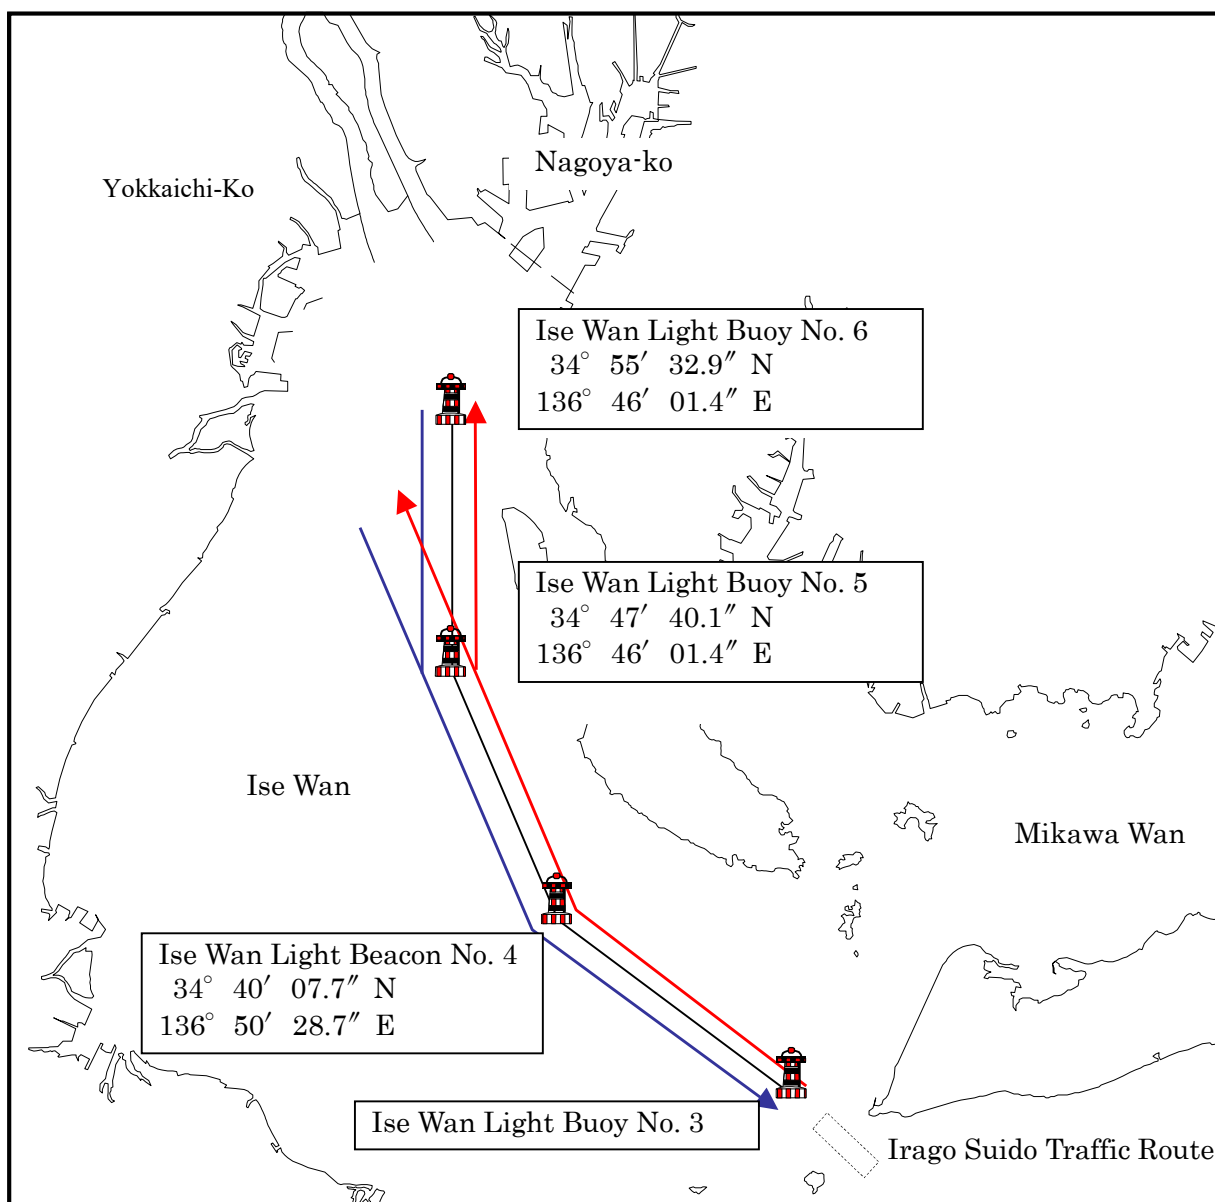 Nagoya-ko
Yokkaichi-Ko
Ise Wan Light Buoy No. 6
34° 55′ 32.9″ N
136° 46′ 01.4″ E
Ise Wan Light Buoy No. 5
34° 47′ 40.1″ N
136° 46′ 01.4″ E
Ise Wan
Mikawa Wan
Ise Wan Light Beacon No. 4
34° 40′ 07.7″ N
136° 50′ 28.7″ E
Ise Wan Light Buoy No. 3
Irago Suido Traffic Route